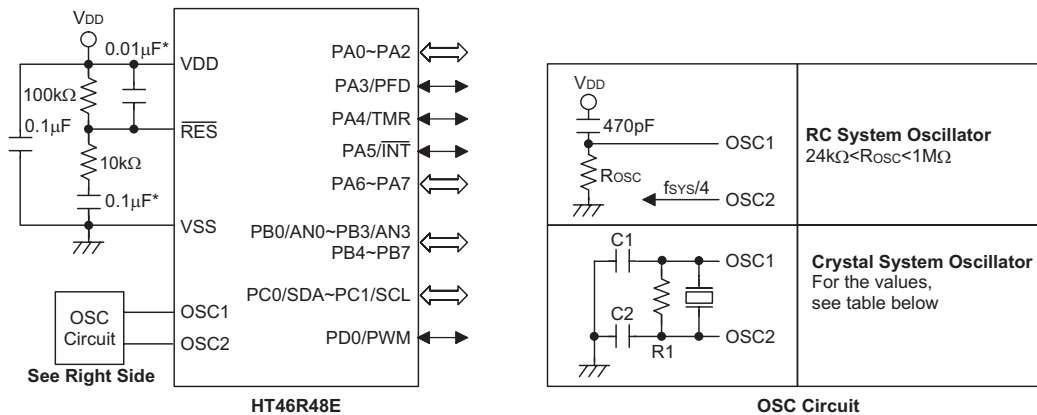 VDD
0.01μF*
VDD
100kΩ
0.1μF
RES
10kΩ
0.1μF*
VSS
OSC
Circuit
OSC1
OSC2
See Right Side
PA0~PA2
PA3/PFD
PA4/TMR
PA5/INT
PA6~PA7
PB0/AN0~PB3/AN3
PB4~PB7
PC0/SDA~PC1/SCL
PD0/PWM
HT46R48E
VDD
470pF
OSC1
ROSC
fSYS/4
OSC2
RC System Oscillator
24kΩ<ROSC<1MΩ
C1
OSC1
C2
OSC2
R1
Crystal System Oscillator
For the values,
see table below
OSC Circuit